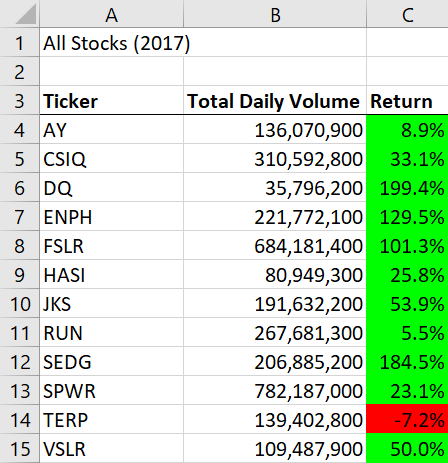 A B C
1 All Stocks (2017)
2
3 Ticker Total Daily Volume Return
4 AY 136,070,900 8.9%
5 CSIQ 310,592,800 33.1%
6 DQ 35,796,200 199.4%
7 ENPH 221,772,100 129.5%
8 FSLR 684,181,400 101.3%
9 HASI 80,949,300 25.8%
10 JKS 191,632,200 53.9%
11 RUN 267,681,300 5.5%
12 SEDG 206,885,200 184.5%
13 SPWR 782,187,000 23.1%
14 TERP 139,402,800 -7.2%
15 VSLR 109,487,900 50.0%